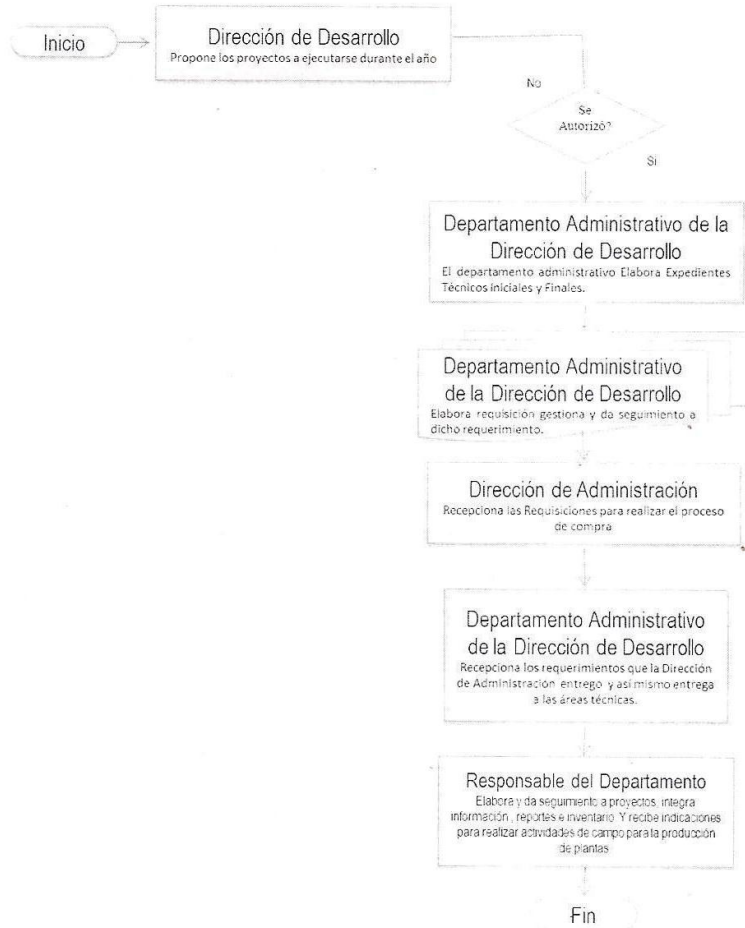 Inicio
Dirección de Desarrollo
Propone los proyectos a ejecutarse durante el año
No
Se
Autorizó?
Si
Departamento Administrativo de la
Dirección de Desarrollo
El departamento administrativo Elabora Expedientes
Técnicos Iniciales y Finales.
Departamento Administrativo
de la Dirección de Desarrollo
Elabora requisición gestiona y da seguimiento a
dicho requerimiento.
Dirección de Administración
Recepciona las Requisiciones para realizar el proceso
de compra
Departamento Administrativo
de la Dirección de Desarrollo
Recepciona los requerimientos que la Dirección
de Administración entrego y así mismo entrega
a las áreas técnicas.
Responsable del Departamento
Elabora y da seguimiento a proyectos, integra
información , reportes e inventario. Y recibe indicaciones
para realizar actividades de campo para la producción
de plantas
Fin